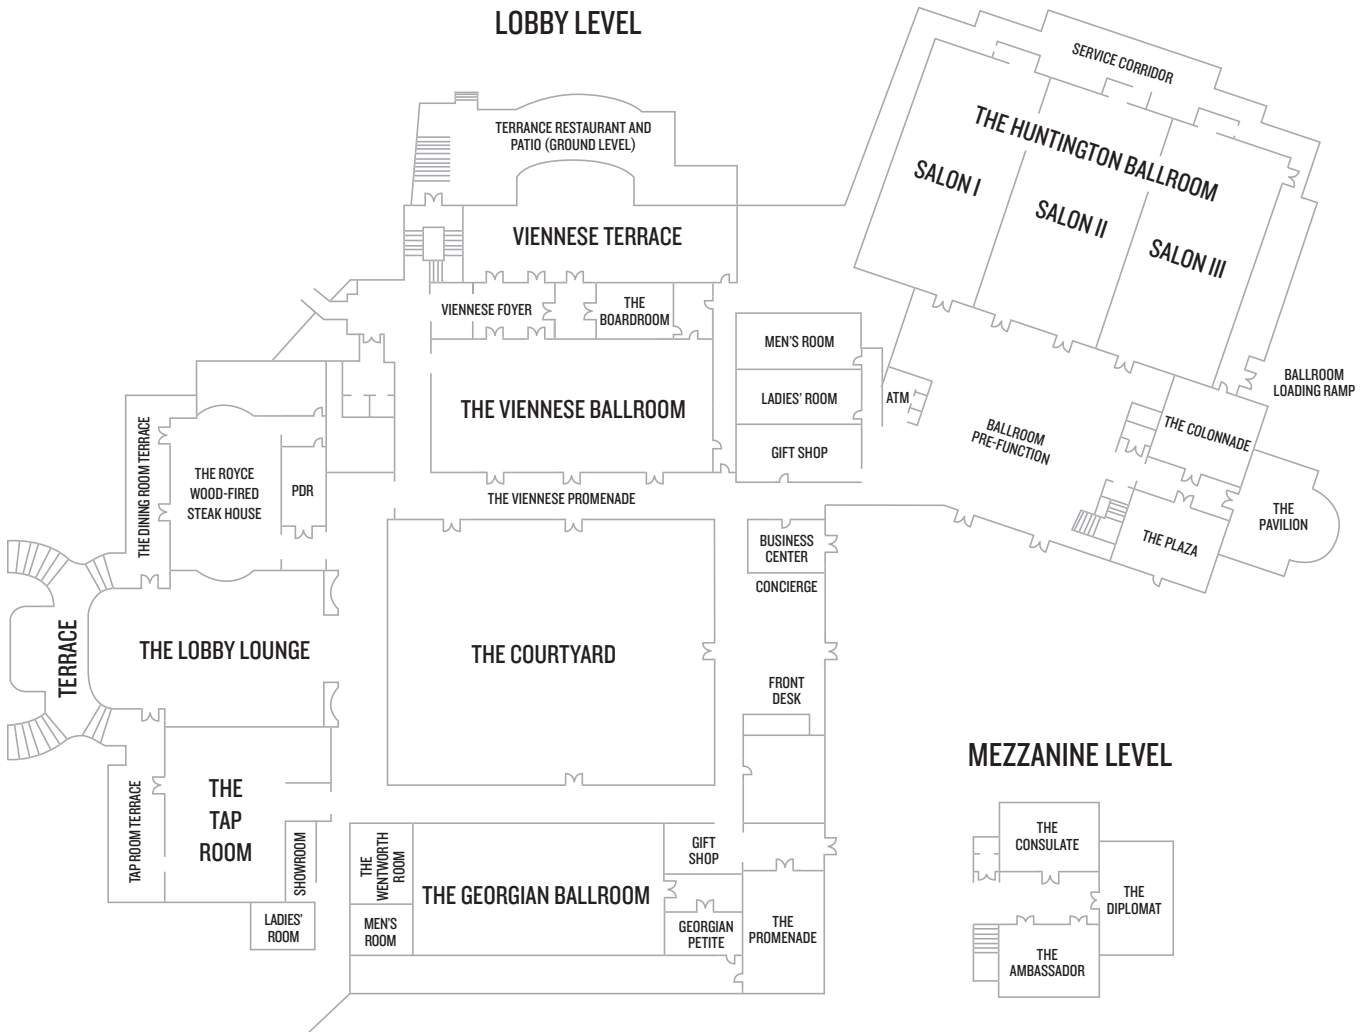 LOBBY LEVEL
SERVICE CORRIDOR
THE HUNTINGTON BALLROOM
SALON I
SALON II
SALON III
TERRANCE RESTAURANT AND
PATIO (GROUND LEVEL)
VIENNESE TERRACE
VIENNESE FOYER
THE
BOARDROOM
MEN'S ROOM
LADIES' ROOM
GIFT SHOP
ATM
BALLROOM
LOADING RAMP
THE VIENNESE BALLROOM
BALLROOM
PRE-FUNCTION
THE COLONNADE
THE
PAVILION
THE PLAZA
THE DINING ROOM TERRACE
THE ROYCE
WOOD-FIRED
STEAK HOUSE
PDR
THE VIENNESE PROMENADE
BUSINESS
CENTER
CONCIERGE
TERRACE
THE LOBBY LOUNGE
THE COURTYARD
FRONT
DESK
TAP ROOM TERRACE
THE
TAP
ROOM
SHOWROOM
LADIES'
ROOM
THE
WENTWORTH
ROOM
MEN'S
ROOM
THE GEORGIAN BALLROOM
GIFT
SHOP
GEORGIAN
PETITE
THE
PROMENADE
MEZZANINE LEVEL
THE
CONSULATE
THE
DIPLOMAT
THE
AMBASSADOR